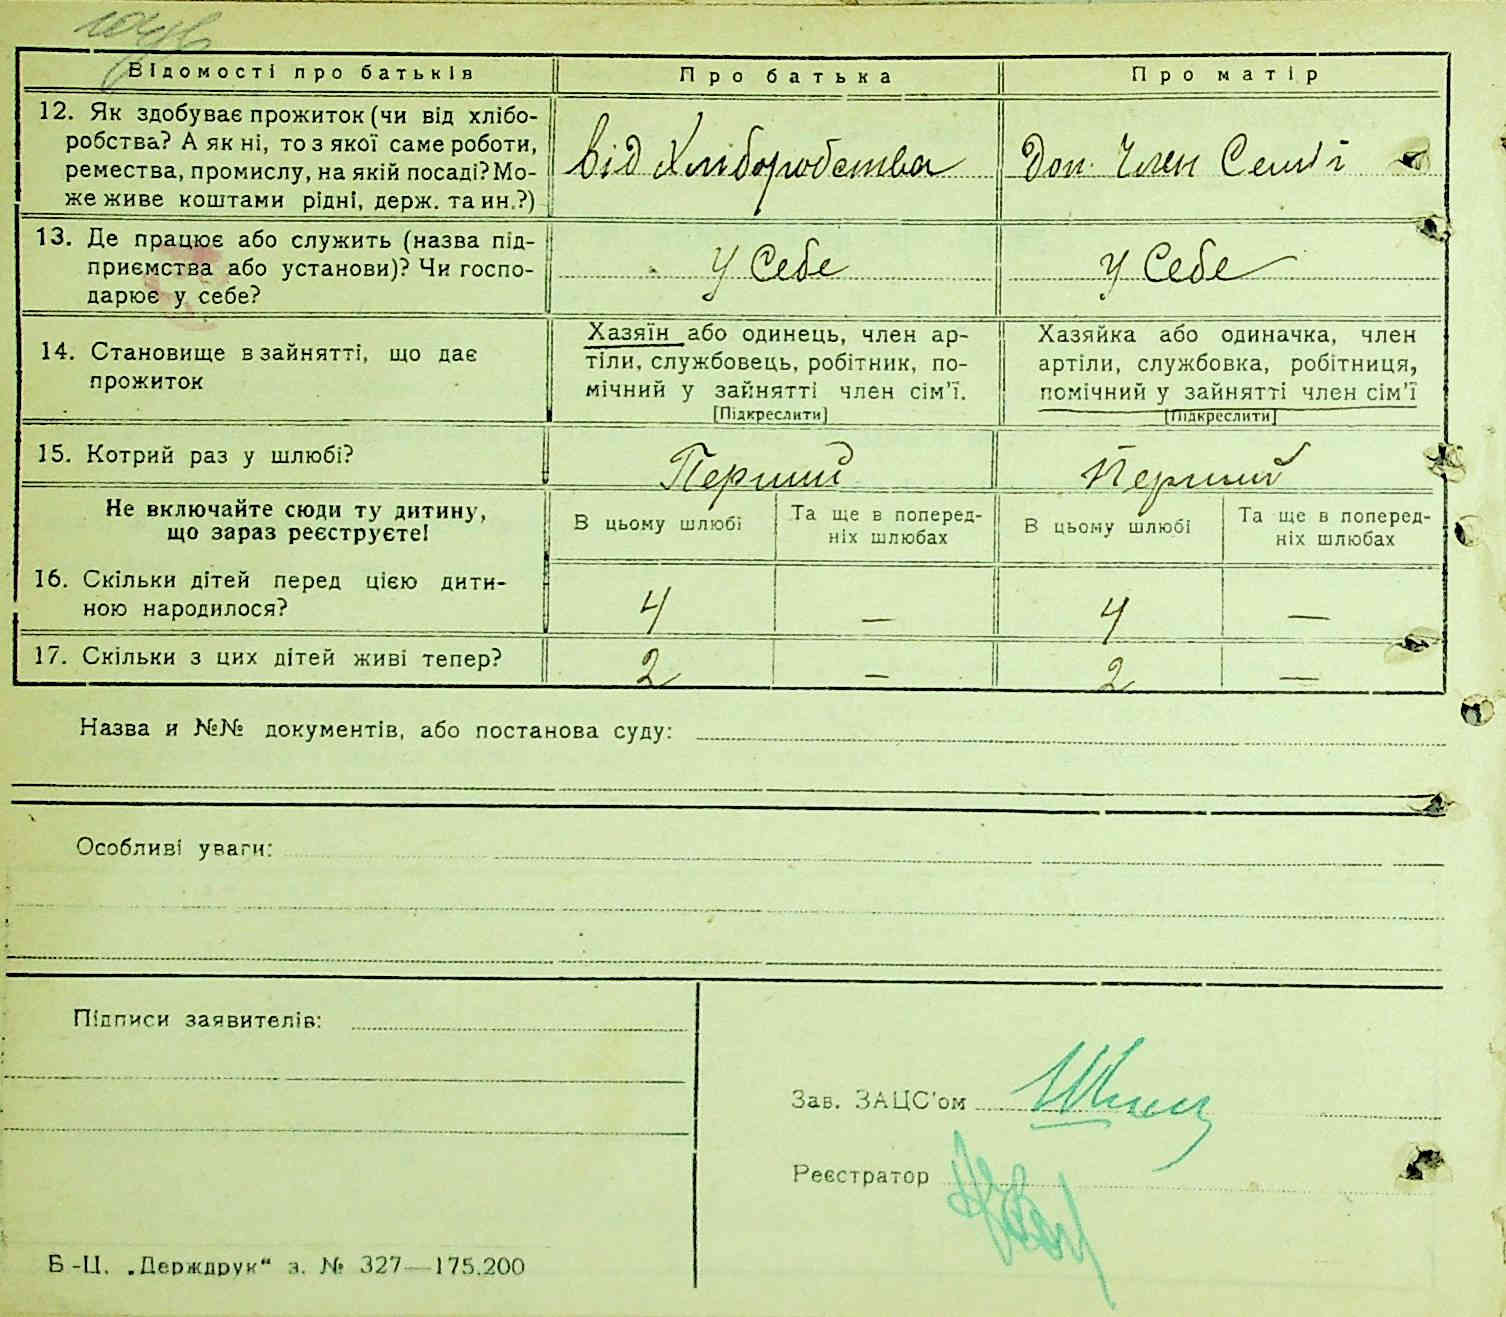 Відомості про батьків
Про батька
Про матір
12. Як здобуває прожиток (чи від хлібо-
робства? А як ні, то з якої саме роботи,
ремества, промислу, на якій посаді? Мо-
же живе коштами рідні, держ. та ин.?)
від Хліборобства
Доп. Член Семʼї
13. Де працює або служить (назва під-
приємства або установи)? Чи госпо-
дарює у себе?
У Себе
У Себе
14. Становище в зайнятті, що дає
прожиток
Хазяїн або одинець, член ар-
тіли, службовець, робітник, по-
мічний у зайнятті член сім'ї.
[Підкреслити]
Хазяйка або одиначка, член
артіли, службовка, робітниця,
помічний у зайнятті член сім'ї
[Підкреслити]
15. Котрий раз у шлюбі?
Перший
Перший
Не включайте сюди ту дитину,
що зараз реєструєте!
В цьому шлюбі
Та ще в поперед-
ніх шлюбах
В цьому шлюбі
Та ще в поперед-
ніх шлюбах
16. Скільки дітей перед цією дити-
ною народилося?
4
—
4
—
17. Скільки з цих дітей живі тепер?
2
—
2
—
Назва и №№ документів, або постанова суду:
Особливі уваги:
Підписи заявителів:
Зав. ЗАЦС'ом
Реєстратор
Б-Ц. „Держдрук“ з. № 327—175.200